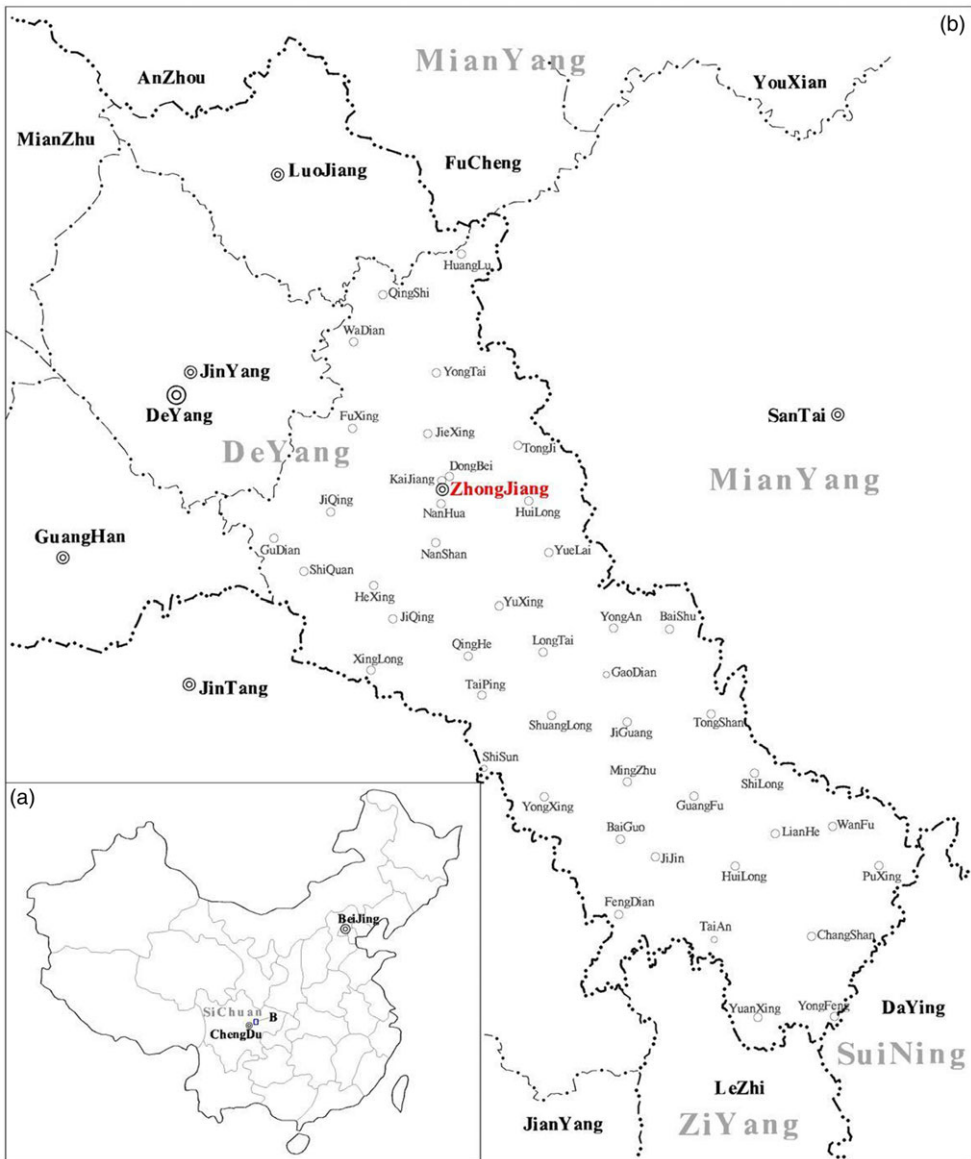 (b)
MianYang
AnZhou
YouXian
MianZhu
FuCheng
LuoJiang
HuangLu
QingShi
WaDian
JinYang
YongTai
DeYang
SanTai
FuXing
JieXing
TongJi
DeYang
DongBei
KaiJiang
ZhongJiang
MianYang
JiQing
NanHua
HuiLong
GuangHan
GuDian
NanShan
YueLai
ShiQuan
HeXing
YuXing
JiQing
YongAn
BaiShu
QingHe
LongTai
XingLong
GaoDian
JinTang
TaiPing
ShuangLong
JiGuang
TongShan
ShiSun
MingZhu
ShiLong
(a)
YongXing
GuangFu
BaiGuo
LianHe
WanFu
JiJin
HuiLong
PuXing
FengDian
BeiJing
TaiAn
ChangShan
SiChuan
B
ChengDu
YuanXing
YongFeng
DaYing
SuiNing
LeZhi
JianYang
ZiYang